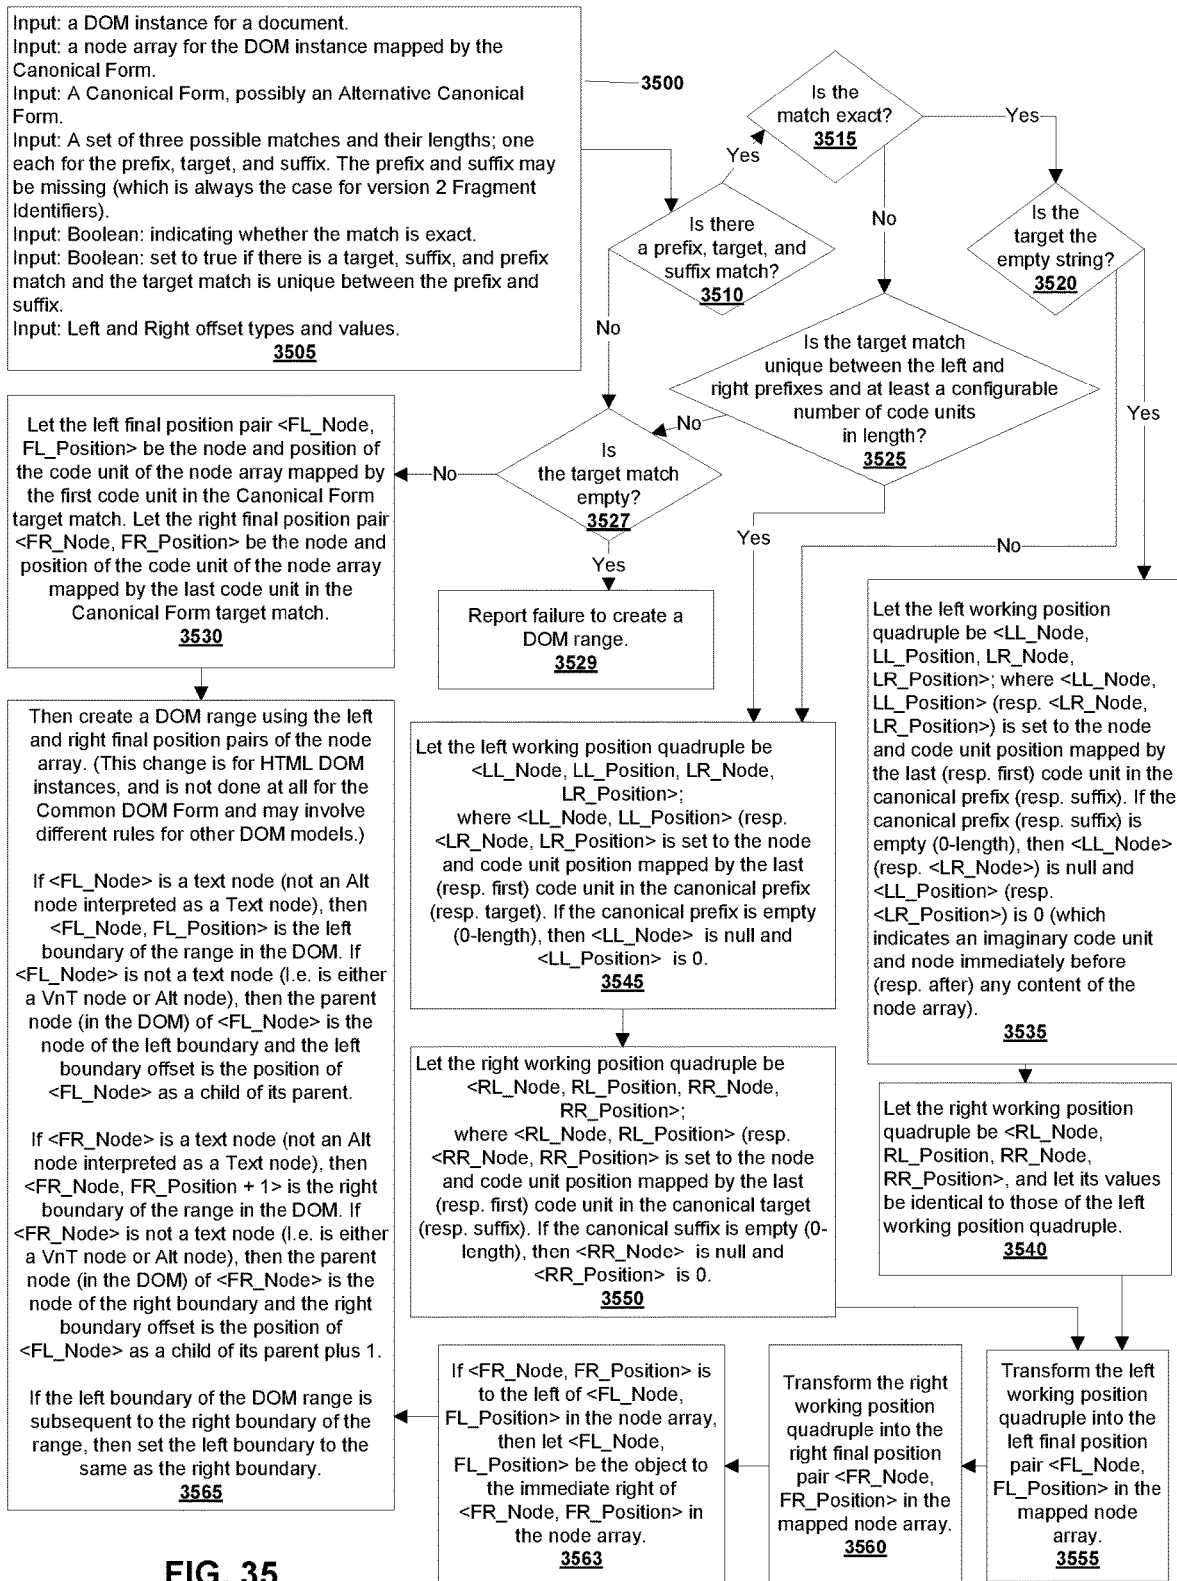 Input: a DOM instance for a document.
Input: a node array for the DOM instance mapped by the
Canonical Form.
Input: A Canonical Form, possibly an Alternative Canonical
Form.
Input: A set of three possible matches and their lengths; one
each for the prefix, target, and suffix. The prefix and suffix may
be missing (which is always the case for version 2 Fragment
Identifiers).
Input: Boolean: indicating whether the match is exact.
Input: Boolean: set to true if there is a target, suffix, and prefix
match and the target match is unique between the prefix and
suffix.
Input: Left and Right offset types and values.
3505
3500
Is the
match exact?
3515
Yes
Yes
No
Is there
a prefix, target, and
suffix match?
3510
No
Is the
target the
empty string?
3520
Yes
No
Is the target match
unique between the left and
right prefixes and at least a configurable
number of code units
in length?
3525
No
Yes
Is
the target match
empty?
3527
No
Yes
Report failure to create a
DOM range.
3529
Let the left final position pair <FL_Node,
FL_Position> be the node and position of
the code unit of the node array mapped by
the first code unit in the Canonical Form
target match. Let the right final position pair
<FR_Node, FR_Position> be the node and
position of the code unit of the node array
mapped by the last code unit in the
Canonical Form target match.
3530
Let the left working position
quadruple be <LL_Node,
LL_Position, LR_Node,
LR_Position>; where <LL_Node,
LL_Position> (resp. <LR_Node,
LR_Position>) is set to the node
and code unit position mapped by
the last (resp. first) code unit in the
canonical prefix (resp. suffix). If the
canonical prefix (resp. suffix) is
empty (0-length), then <LL_Node>
(resp. <LR_Node>) is null and
<LL_Position> (resp.
<LR_Position>) is 0 (which
indicates an imaginary code unit
and node immediately before
(resp. after) any content of the
node array).
3535
Let the right working position
quadruple be <RL_Node,
RL_Position, RR_Node,
RR_Position>, and let its values
be identical to those of the left
working position quadruple.
3540
Let the left working position quadruple be
<LL_Node, LL_Position, LR_Node,
LR_Position>;
where <LL_Node, LL_Position> (resp.
<LR_Node, LR_Position> is set to the node
and code unit position mapped by the last
(resp. first) code unit in the canonical prefix
(resp. target). If the canonical prefix is empty
(0-length), then <LL_Node> is null and
<LL_Position> is 0.
3545
Let the right working position quadruple be
<RL_Node, RL_Position, RR_Node,
RR_Position>;
where <RL_Node, RL_Position> (resp.
<RR_Node, RR_Position> is set to the node
and code unit position mapped by the last
(resp. first) code unit in the canonical target
(resp. suffix). If the canonical suffix is empty (0-
length), then <RR_Node> is null and
<RR_Position> is 0.
3550
Transform the left
working position
quadruple into the
left final position
pair <FL_Node,
FL_Position> in the
mapped node
array.
3555
Transform the right
working position
quadruple into the
right final position
pair <FR_Node,
FR_Position> in the
mapped node array.
3560
If <FR_Node, FR_Position> is
to the left of <FL_Node,
FL_Position> in the node array,
then let <FL_Node,
FL_Position> be the object to
the immediate right of
<FR_Node, FR_Position> in
the node array.
3563
Then create a DOM range using the left
and right final position pairs of the node
array. (This change is for HTML DOM
instances, and is not done at all for the
Common DOM Form and may involve
different rules for other DOM models.)
If <FL_Node> is a text node (not an Alt
node interpreted as a Text node), then
<FL_Node, FL_Position> is the left
boundary of the range in the DOM. If
<FL_Node> is not a text node (I.e. is either
a VnT node or Alt node), then the parent
node (in the DOM) of <FL_Node> is the
node of the left boundary and the left
boundary offset is the position of
<FL_Node> as a child of its parent.
If <FR_Node> is a text node (not an Alt
node interpreted as a Text node), then
<FR_Node, FR_Position + 1> is the right
boundary of the range in the DOM. If
<FR_Node> is not a text node (I.e. is either
a VnT node or Alt node), then the parent
node (in the DOM) of <FR_Node> is the
node of the right boundary and the right
boundary offset is the position of
<FL_Node> as a child of its parent plus 1.
If the left boundary of the DOM range is
subsequent to the right boundary of the
range, then set the left boundary to the
same as the right boundary.
3565
FIG. 35